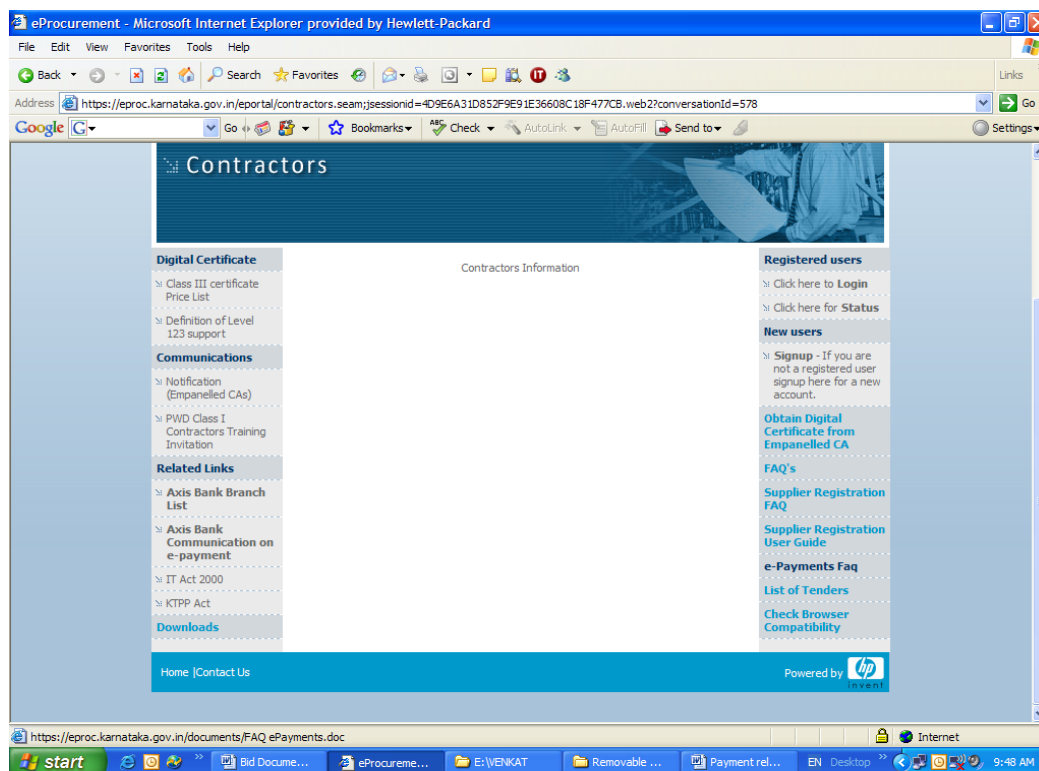 eProcurement - Microsoft Internet Explorer provided by Hewlett-Packard
File Edit View Favorites Tools Help
Back Search Favorites
Links
Address https://eproc.karnataka.gov.in/eportal/contractors.seam;jsessionid=4D9E6A31D852F9E91E36608C18F477CB.web2?conversationId=578 Go
Google G Go Bookmarks ABC Check AutoLink AutoFill Send to Settings
Contractors
Digital Certificate
Class III certificate
Price List
Definition of Level
123 support
Communications
Notification
(Empanelled CAs)
PWD Class I
Contractors Training
Invitation
Related Links
Axis Bank Branch
List
Axis Bank
Communication on
e-payment
IT Act 2000
KTPP Act
Downloads
Contractors Information
Registered users
Click here to Login
Click here for Status
New users
Signup - If you are
not a registered user
signup here for a new
account.
Obtain Digital
Certificate from
Empanelled CA
FAQ's
Supplier Registration
FAQ
Supplier Registration
User Guide
e-Payments Faq
List of Tenders
Check Browser
Compatibility
Home |Contact Us
Powered by hp
invent
https://eproc.karnataka.gov.in/documents/FAQ ePayments.doc Internet
start Bid Docume... eProcureme... E:\VENKAT Removable ... Payment rel... EN Desktop 9:48 AM